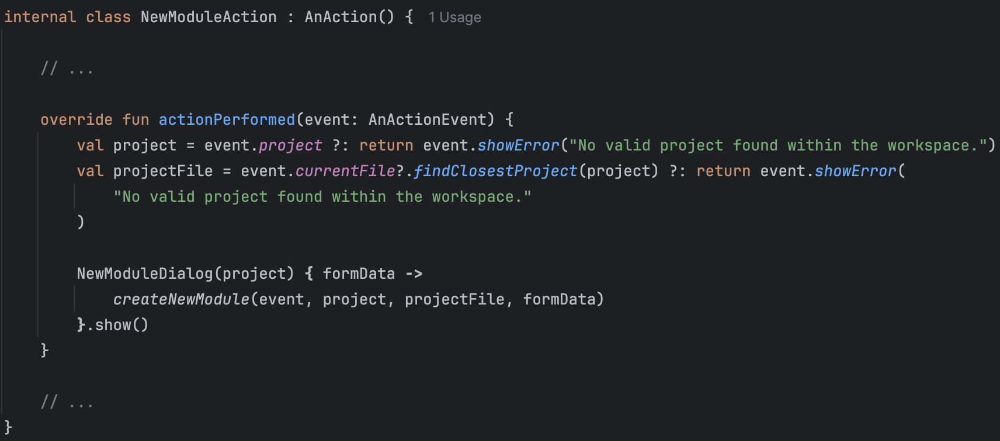 internal class NewModuleAction : AnAction() { 1 Usage
// ...
override fun actionPerformed(event: AnActionEvent) {
val project = event.project ?: return event.showError("No valid project found within the workspace.")
val projectFile = event.currentFile?.findClosestProject(project) ?: return event.showError(
"No valid project found within the workspace."
)
NewModuleDialog(project) { formData ->
createNewModule(event, project, projectFile, formData)
}.show()
}
// ...
}